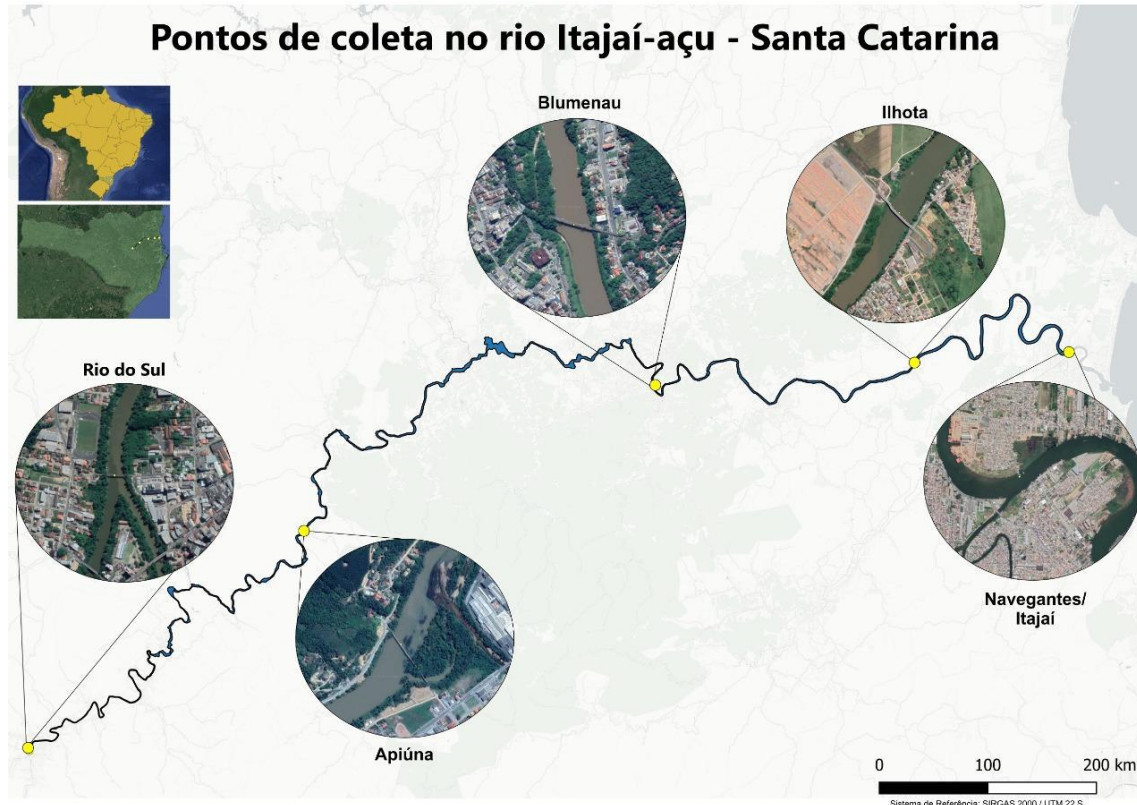 Pontos de coleta no rio Itajaí-açu - Santa Catarina
Blumenau
Ilhota
Rio do Sul
Navegantes/
Itajaí
Apiúna
0 100 200 km
Sistema de Referência: SIRGAS 2000 / UTM 22 S